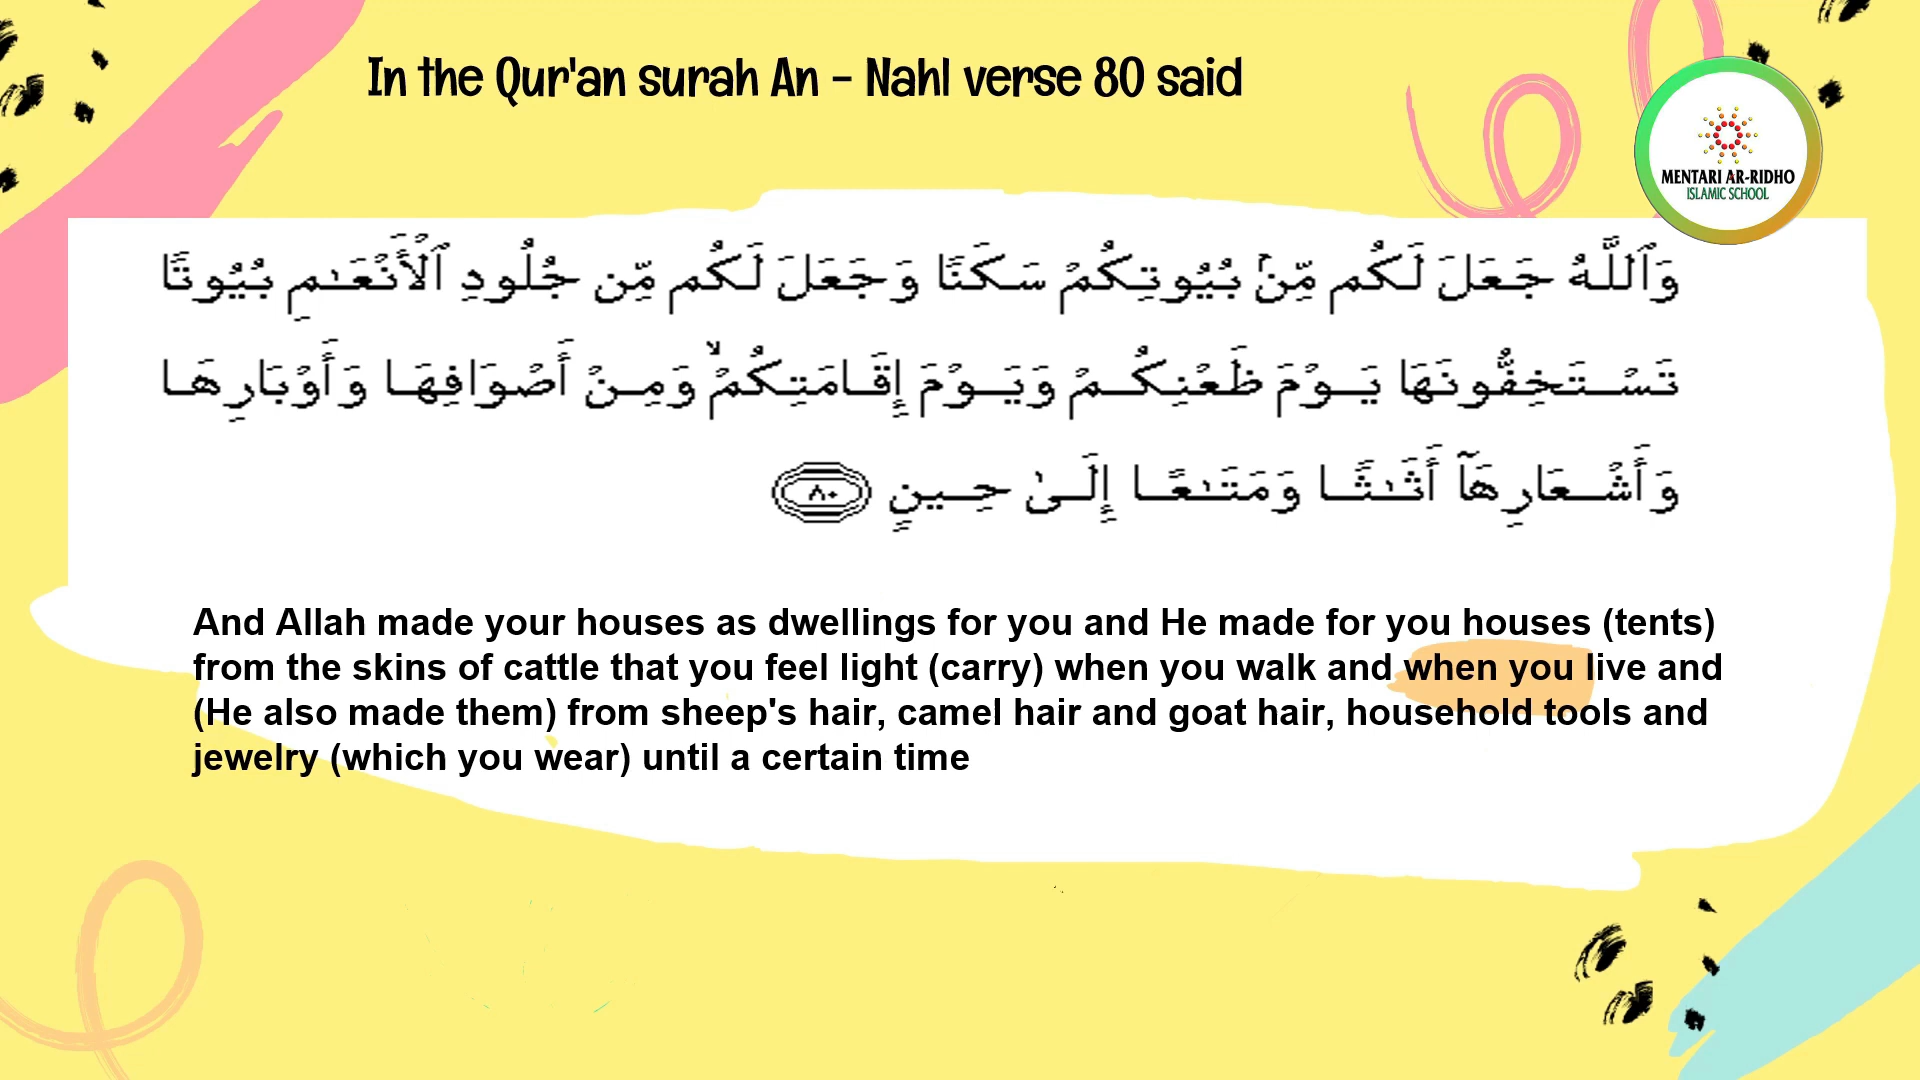 In the Qur'an surah An - Nahl verse 80 said
MENTARI AR-RIDHO
ISLAMIC SCHOOL
وَٱللَّهُ جَعَلَ لَكُم مِّنۢ بُيُوتِكُمْ سَكَنًا وَجَعَلَ لَكُم مِّن جُلُودِ ٱلْأَنْعَـٰمِ بُيُوتًا
تَسْتَخِفُّونَهَا يَوْمَ ظَعْنِكُمْ وَيَوْمَ إِقَامَتِكُمْ ۙ وَمِنْ أَصْوَافِهَا وَأَوْبَارِهَا
وَأَشْعَارِهَآ أَثَـٰثًا وَمَتَـٰعًا إِلَىٰ حِينٍ ٨٠
And Allah made your houses as dwellings for you and He made for you houses (tents)
from the skins of cattle that you feel light (carry) when you walk and when you live and
(He also made them) from sheep's hair, camel hair and goat hair, household tools and
jewelry (which you wear) until a certain time